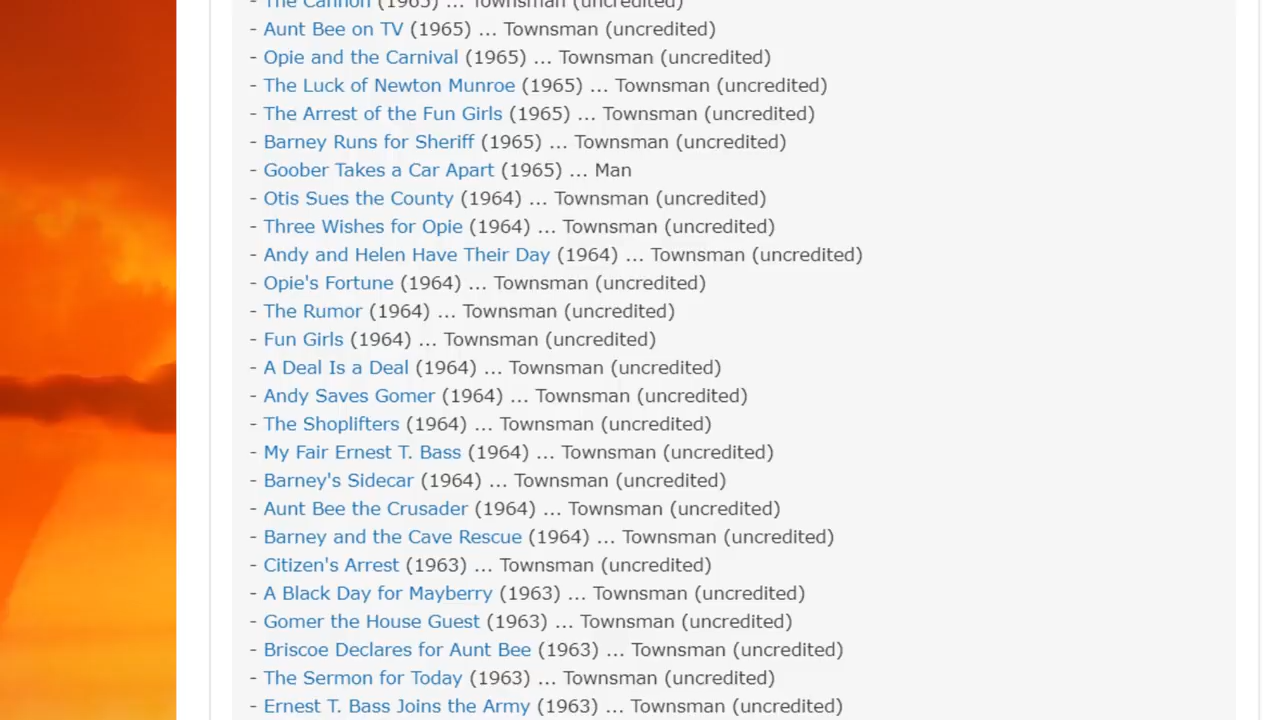 - The Cannon (1965) ... Townsman (uncredited)
- Aunt Bee on TV (1965) ... Townsman (uncredited)
- Opie and the Carnival (1965) ... Townsman (uncredited)
- The Luck of Newton Munroe (1965) ... Townsman (uncredited)
- The Arrest of the Fun Girls (1965) ... Townsman (uncredited)
- Barney Runs for Sheriff (1965) ... Townsman (uncredited)
- Goober Takes a Car Apart (1965) ... Man
- Otis Sues the County (1964) ... Townsman (uncredited)
- Three Wishes for Opie (1964) ... Townsman (uncredited)
- Andy and Helen Have Their Day (1964) ... Townsman (uncredited)
- Opie's Fortune (1964) ... Townsman (uncredited)
- The Rumor (1964) ... Townsman (uncredited)
- Fun Girls (1964) ... Townsman (uncredited)
- A Deal Is a Deal (1964) ... Townsman (uncredited)
- Andy Saves Gomer (1964) ... Townsman (uncredited)
- The Shoplifters (1964) ... Townsman (uncredited)
- My Fair Ernest T. Bass (1964) ... Townsman (uncredited)
- Barney's Sidecar (1964) ... Townsman (uncredited)
- Aunt Bee the Crusader (1964) ... Townsman (uncredited)
- Barney and the Cave Rescue (1964) ... Townsman (uncredited)
- Citizen's Arrest (1963) ... Townsman (uncredited)
- A Black Day for Mayberry (1963) ... Townsman (uncredited)
- Gomer the House Guest (1963) ... Townsman (uncredited)
- Briscoe Declares for Aunt Bee (1963) ... Townsman (uncredited)
- The Sermon for Today (1963) ... Townsman (uncredited)
- Ernest T. Bass Joins the Army (1963) ... Townsman (uncredited)